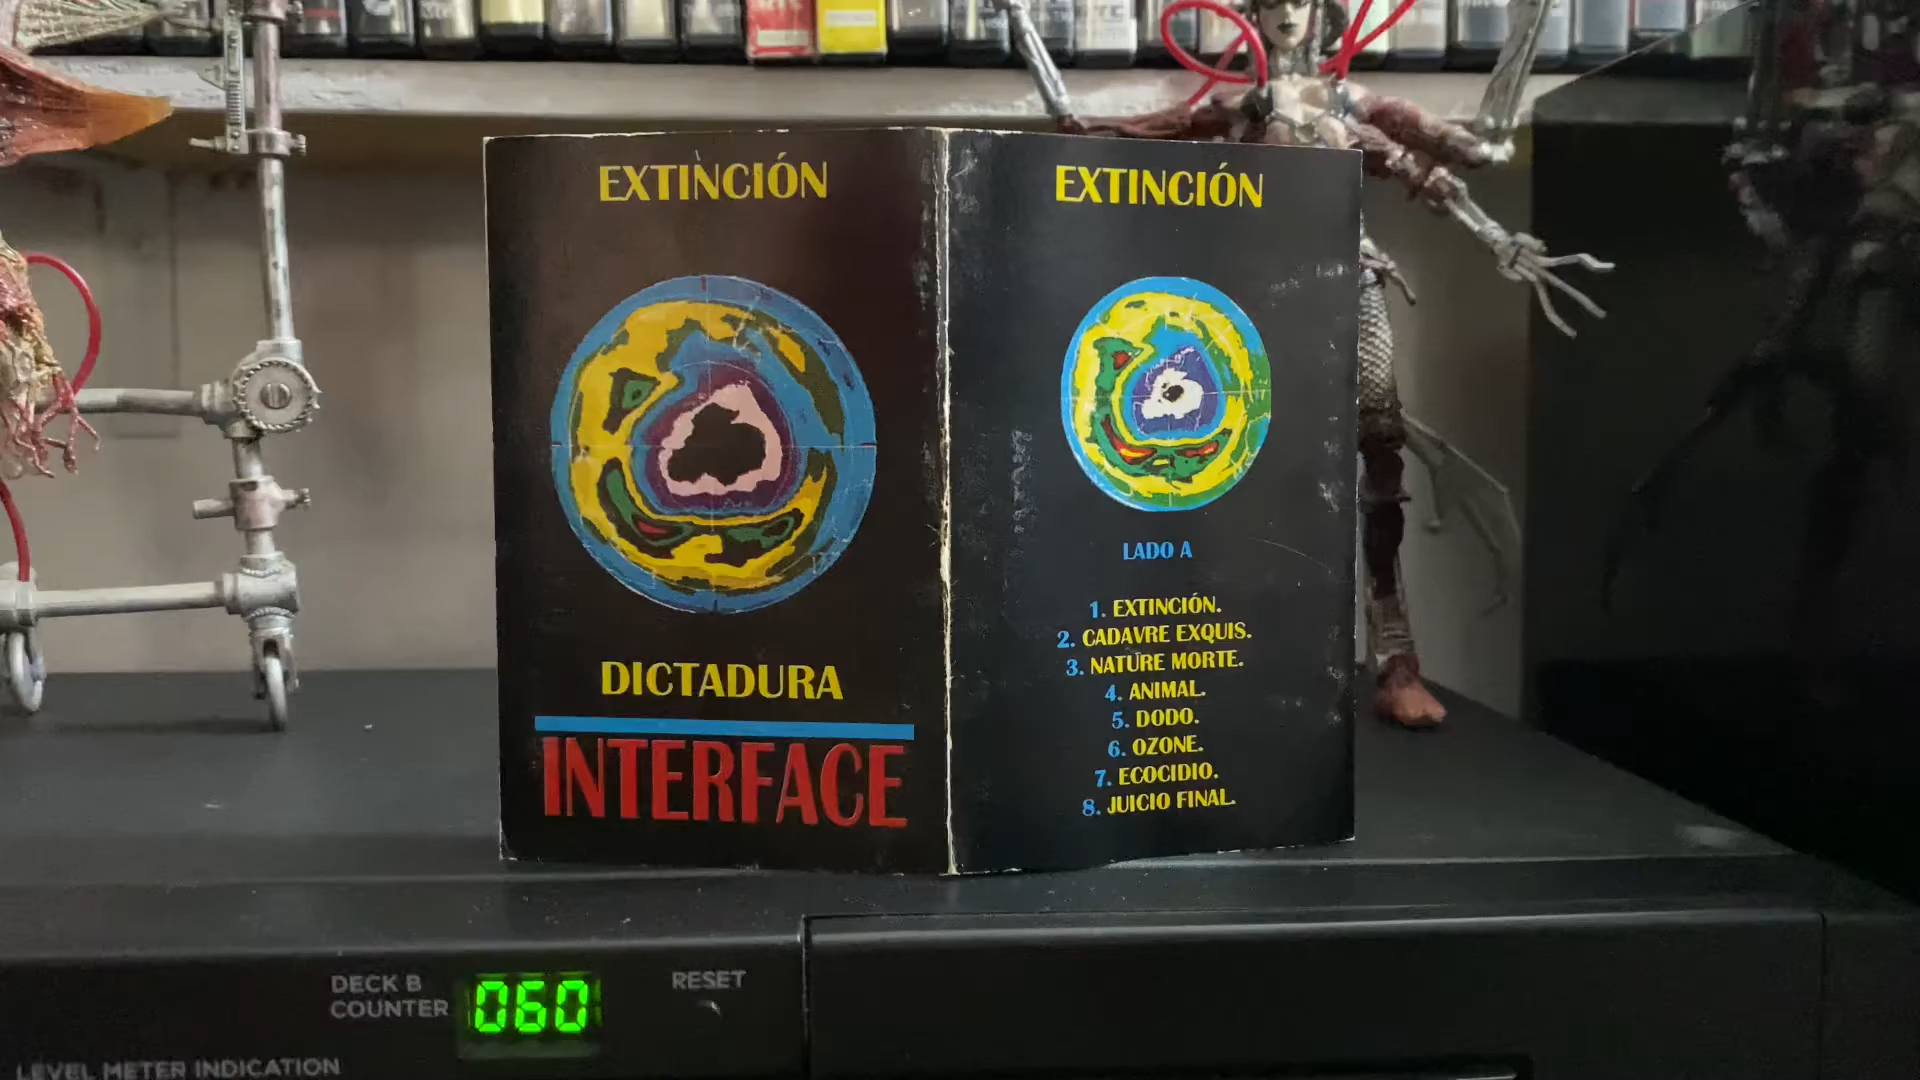 EXTINCIÓN
DICTADURA
INTERFACE
EXTINCIÓN
LADO A
1. EXTINCIÓN.
2. CADAVRE EXQUIS.
3. NATURE MORTE.
4. ANIMAL.
5. DODO.
6. OZONE.
7. ECOCIDIO.
8. JUICIO FINAL.
DECK B
COUNTER
060
RESET
LEVEL METER INDICATION